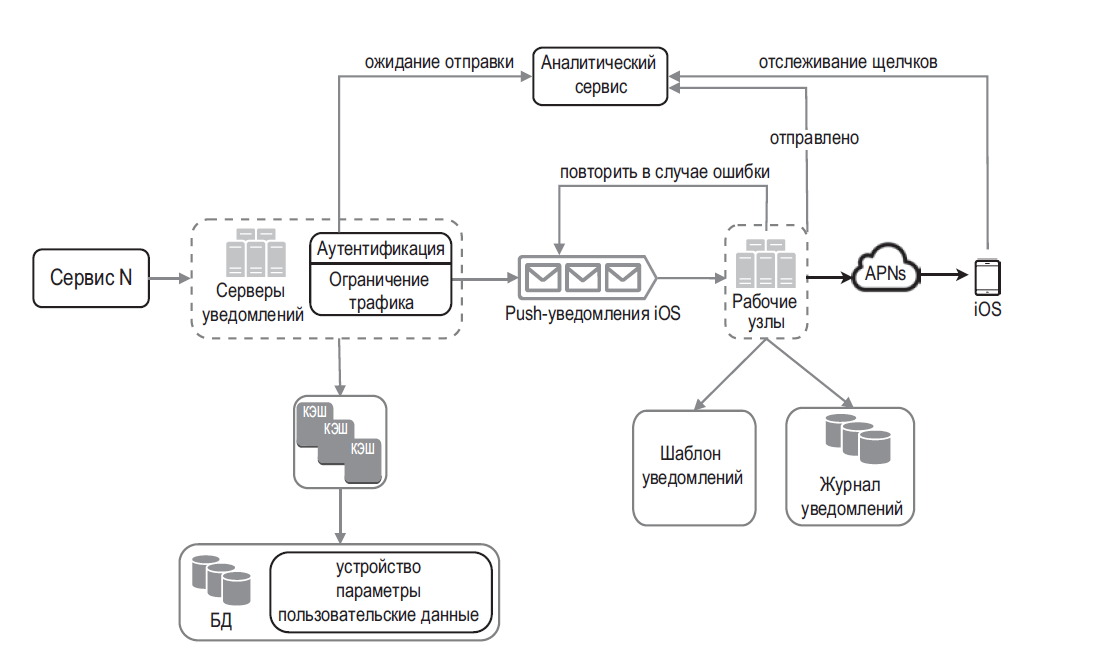 ожидание отправки
Аналитический
сервис
отслеживание щелчков
отправлено
повторить в случае ошибки
Сервис N
Серверы
уведомлений
Аутентификация
Ограничение
трафика
Push-уведомления iOS
Рабочие
узлы
APNs
iOS
КЭШ
КЭШ
КЭШ
Шаблон
уведомлений
Журнал
уведомлений
БД
устройство
параметры
пользовательские данные